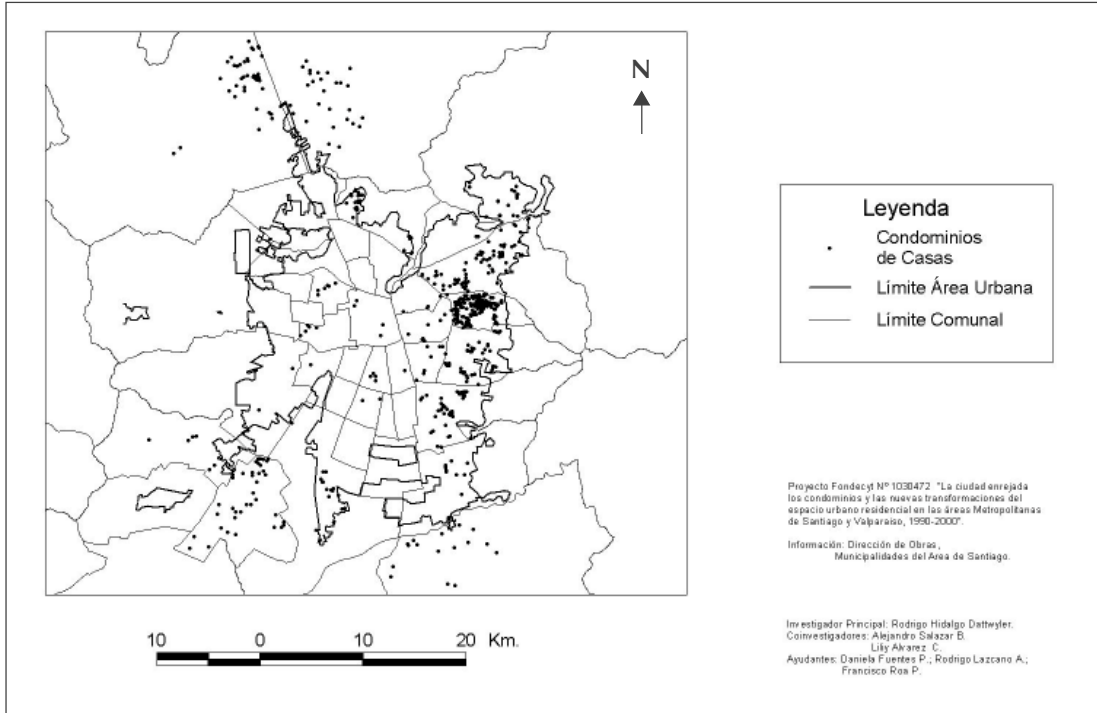 N
Leyenda
Condominios
de Casas
Límite Área Urbana
Límite Comunal
Proyecto Fondecyt Nº 1030472 "La ciudad enrejada
los condominios y las nuevas transformaciones del
espacio urbano residencial en las áreas Metropolitanas
de Santiago y Valparaiso, 1990-2000".
Información: Dirección de Obras,
Municipalidades del Area de Santiago.
Investigador Principal: Rodrigo Hidalgo Dattwyler.
Coinvestigadores: Alejandro Salazar B.
Lily Alvarez C.
Ayudantes: Daniela Fuentes P.; Rodrigo Lazcano A.;
Francisco Roa P.
10 0 10 20 Km.